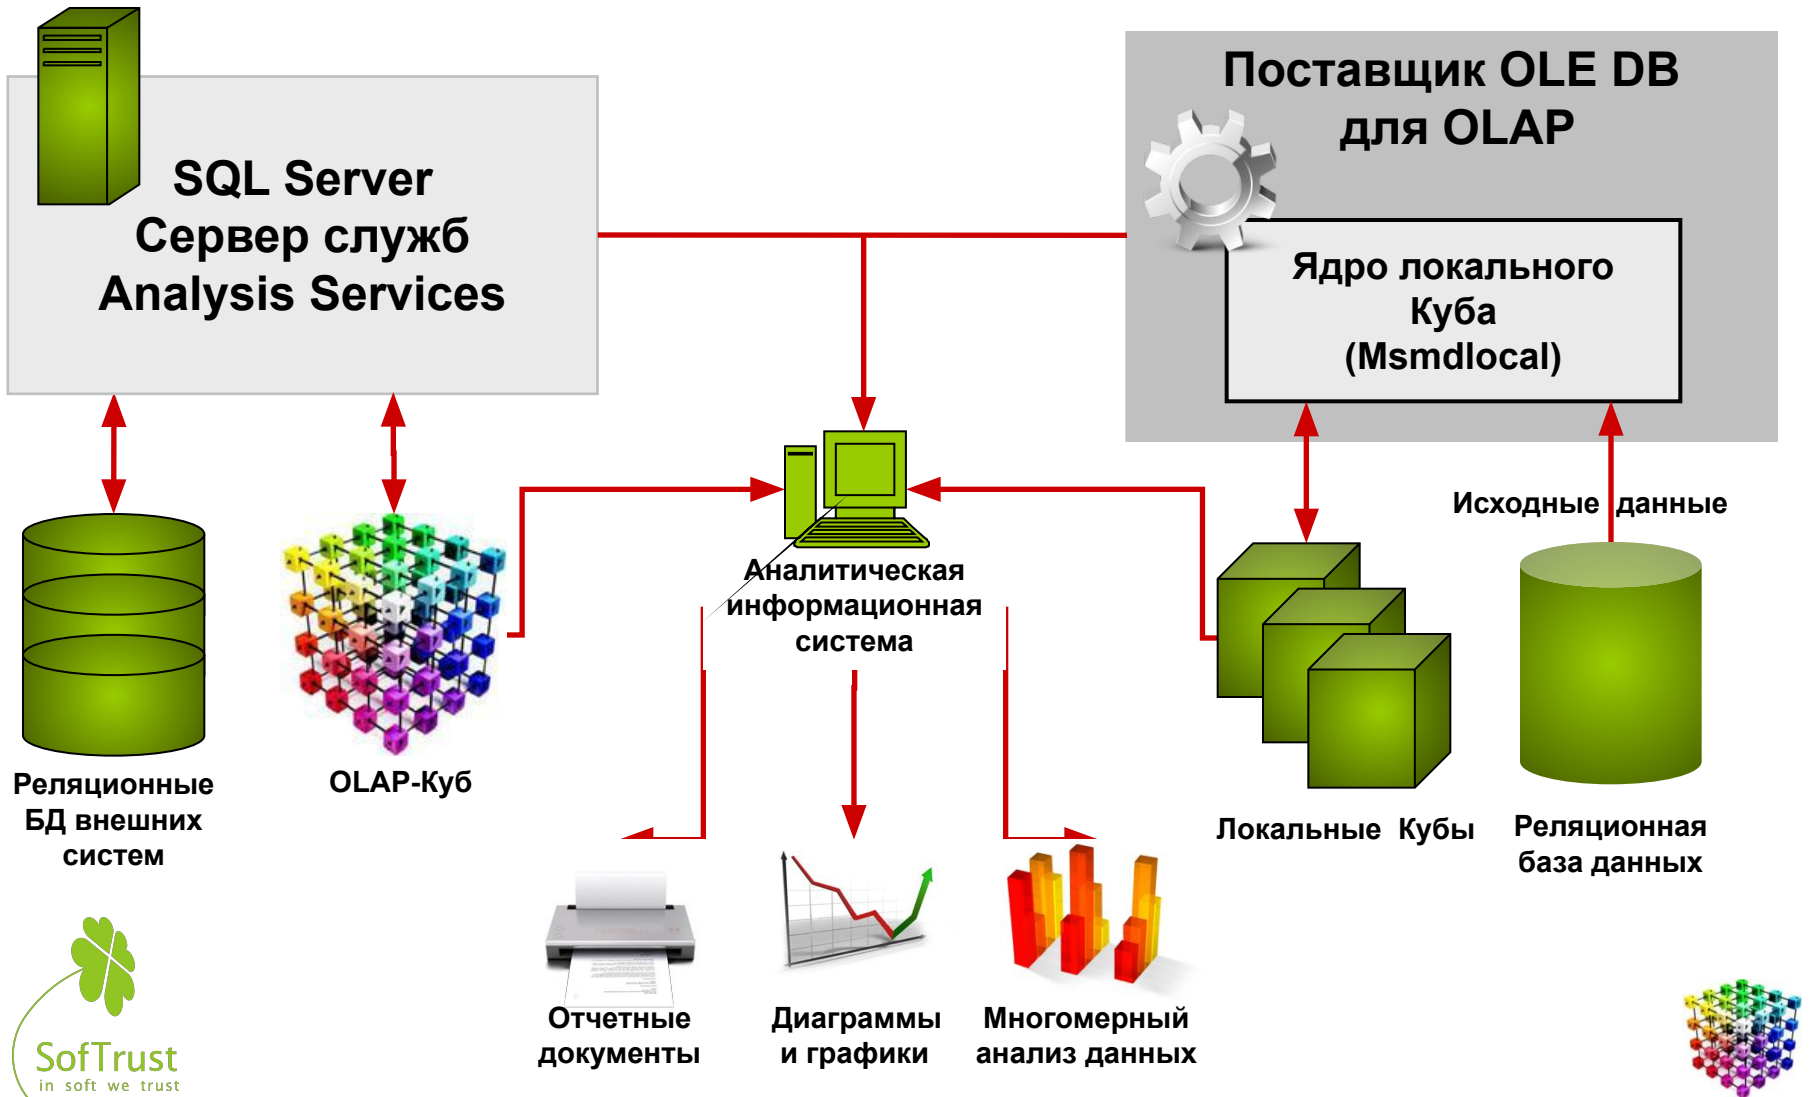 Поставщик OLE DB
для OLAP
SQL Server
Сервер служб
Analysis Services
Ядро локального
Куба
(Msmdlocal)
Исходные данные
Аналитическая
информационная
система
Реляционные
БД внешних
систем
OLAP-Куб
Локальные Кубы
Реляционная
база данных
Отчетные
документы
Диаграммы
и графики
Многомерный
анализ данных
SofTrust
in soft we trust